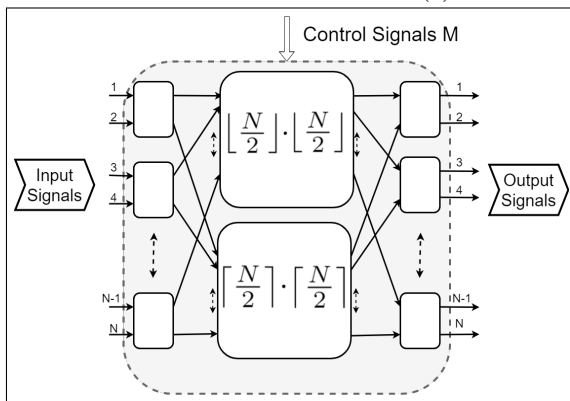 Control Signals M
1
2
3
4
N-1
N
Input
Signals
⌊N/2⌋·⌊N/2⌋
⌈N/2⌉·⌈N/2⌉
1
2
3
4
N-1
N
Output
Signals